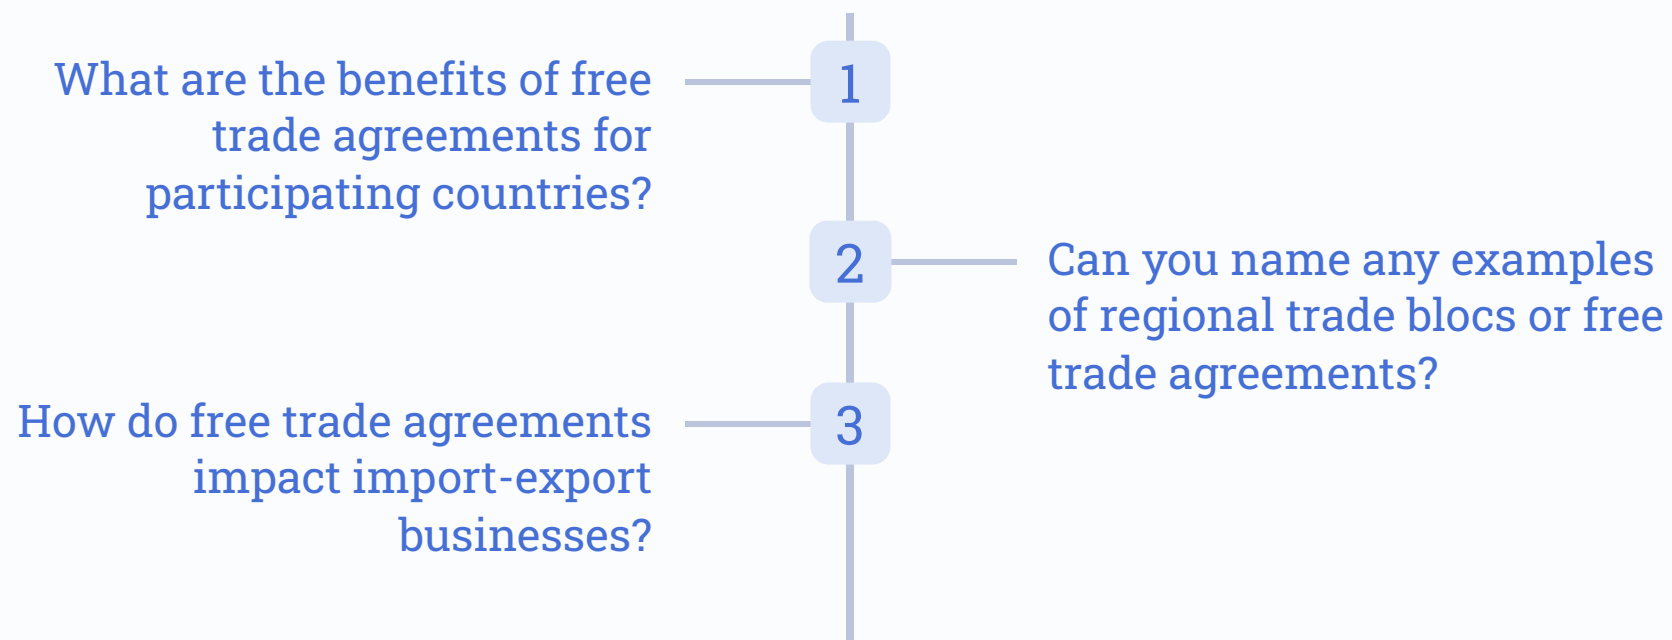 What are the benefits of free
trade agreements for
participating countries?
1
2
Can you name any examples
of regional trade blocs or free
trade agreements?
How do free trade agreements
impact import-export
businesses?
3